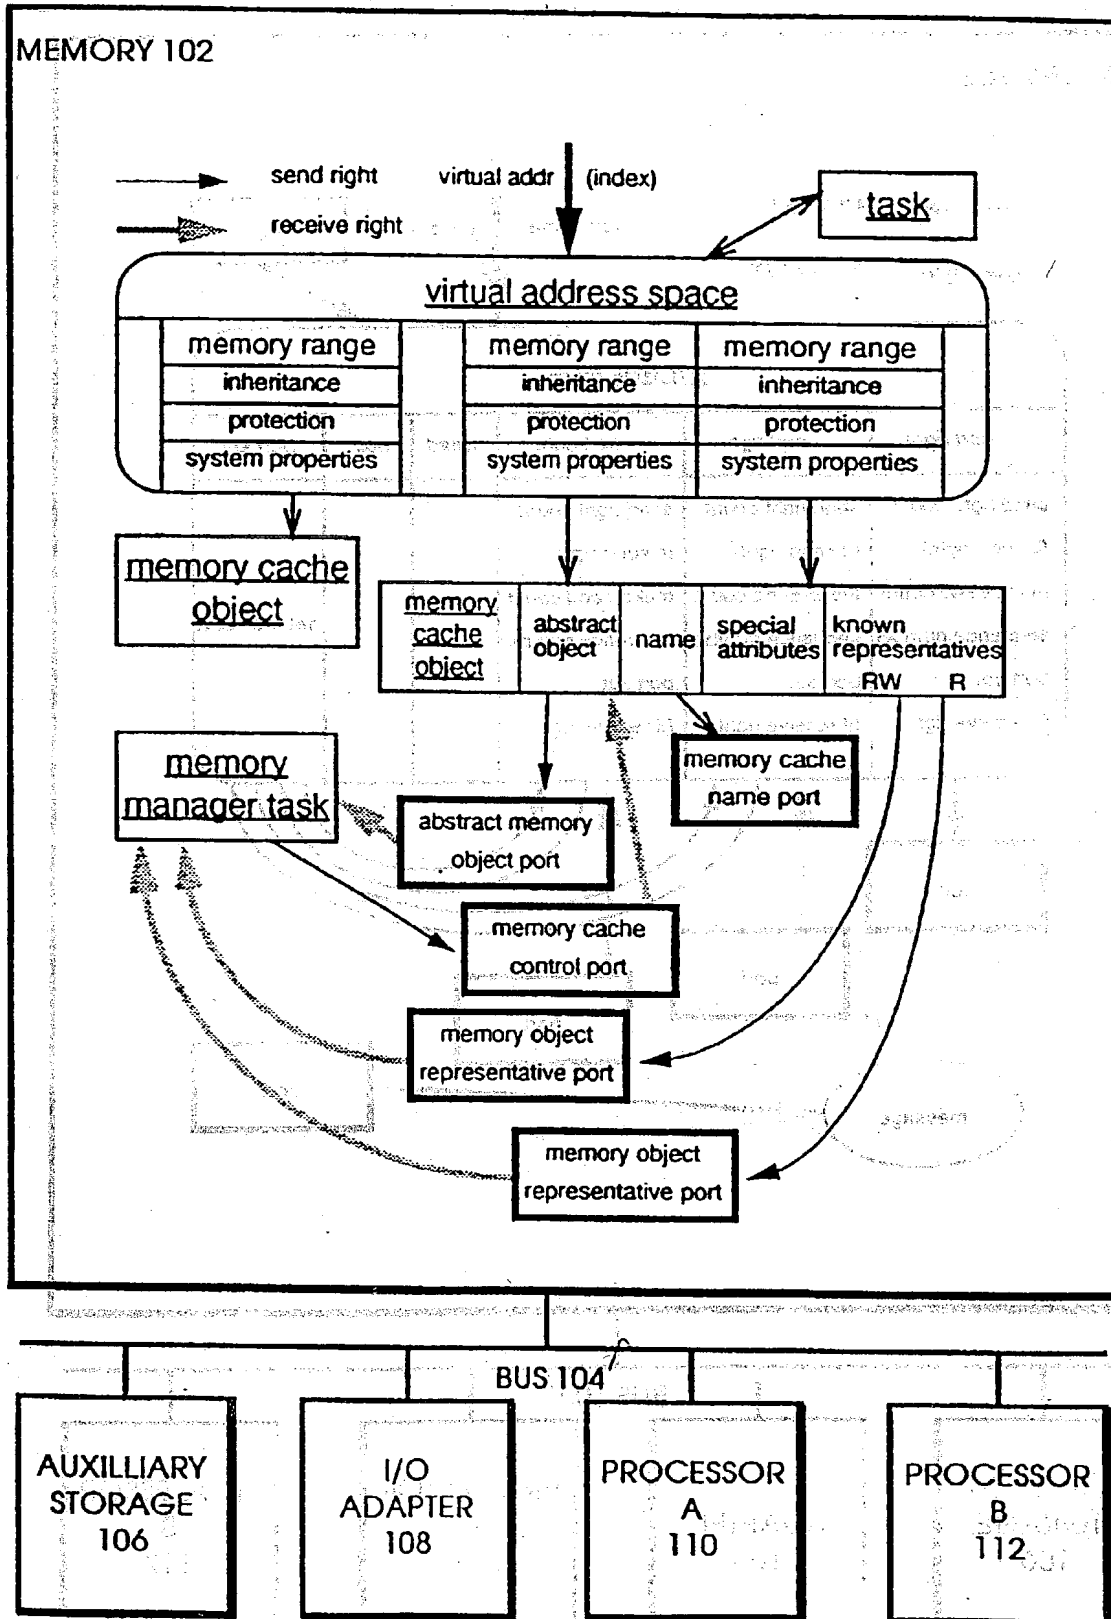 MEMORY 102
send right
virtual addr
(index)
task
receive right
virtual address space
memory range
memory range
memory range
inheritance
inheritance
inheritance
protection
protection
protection
system properties
system properties
system properties
memory cache
object
memory
cache
object
abstract
object
name
special
attributes
known
representatives
RW
R
memory
manager task
memory cache
name port
abstract memory
object port
memory cache
control port
memory object
representative port
message
memory object
representative port
BUS 104
AUXILLIARY
STORAGE
106
I/O
ADAPTER
108
PROCESSOR
A
110
PROCESSOR
B
112